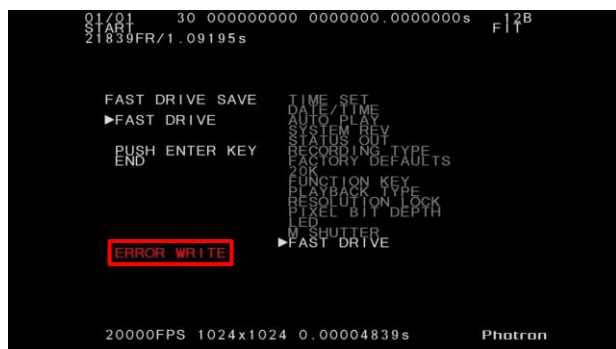 01/01 30 000000000 0000000.0000000s 12B
START FIT
21839FR/1.09195s
FAST DRIVE SAVE
▶FAST DRIVE
PUSH ENTER KEY
END
ERROR WRITE
TIME SET
DATE/TIME
AUTO PLAY
SYSTEM REV
STATUS OUT
RECORDING TYPE
FACTORY DEFAULTS
20K
FUNCTION KEY
PLAYBACK TYPE
RESOLUTION LOCK
PIXEL BIT DEPTH
LED
M SHUTTER
▶FAST DRIVE
20000FPS 1024x1024 0.00004839s Photron